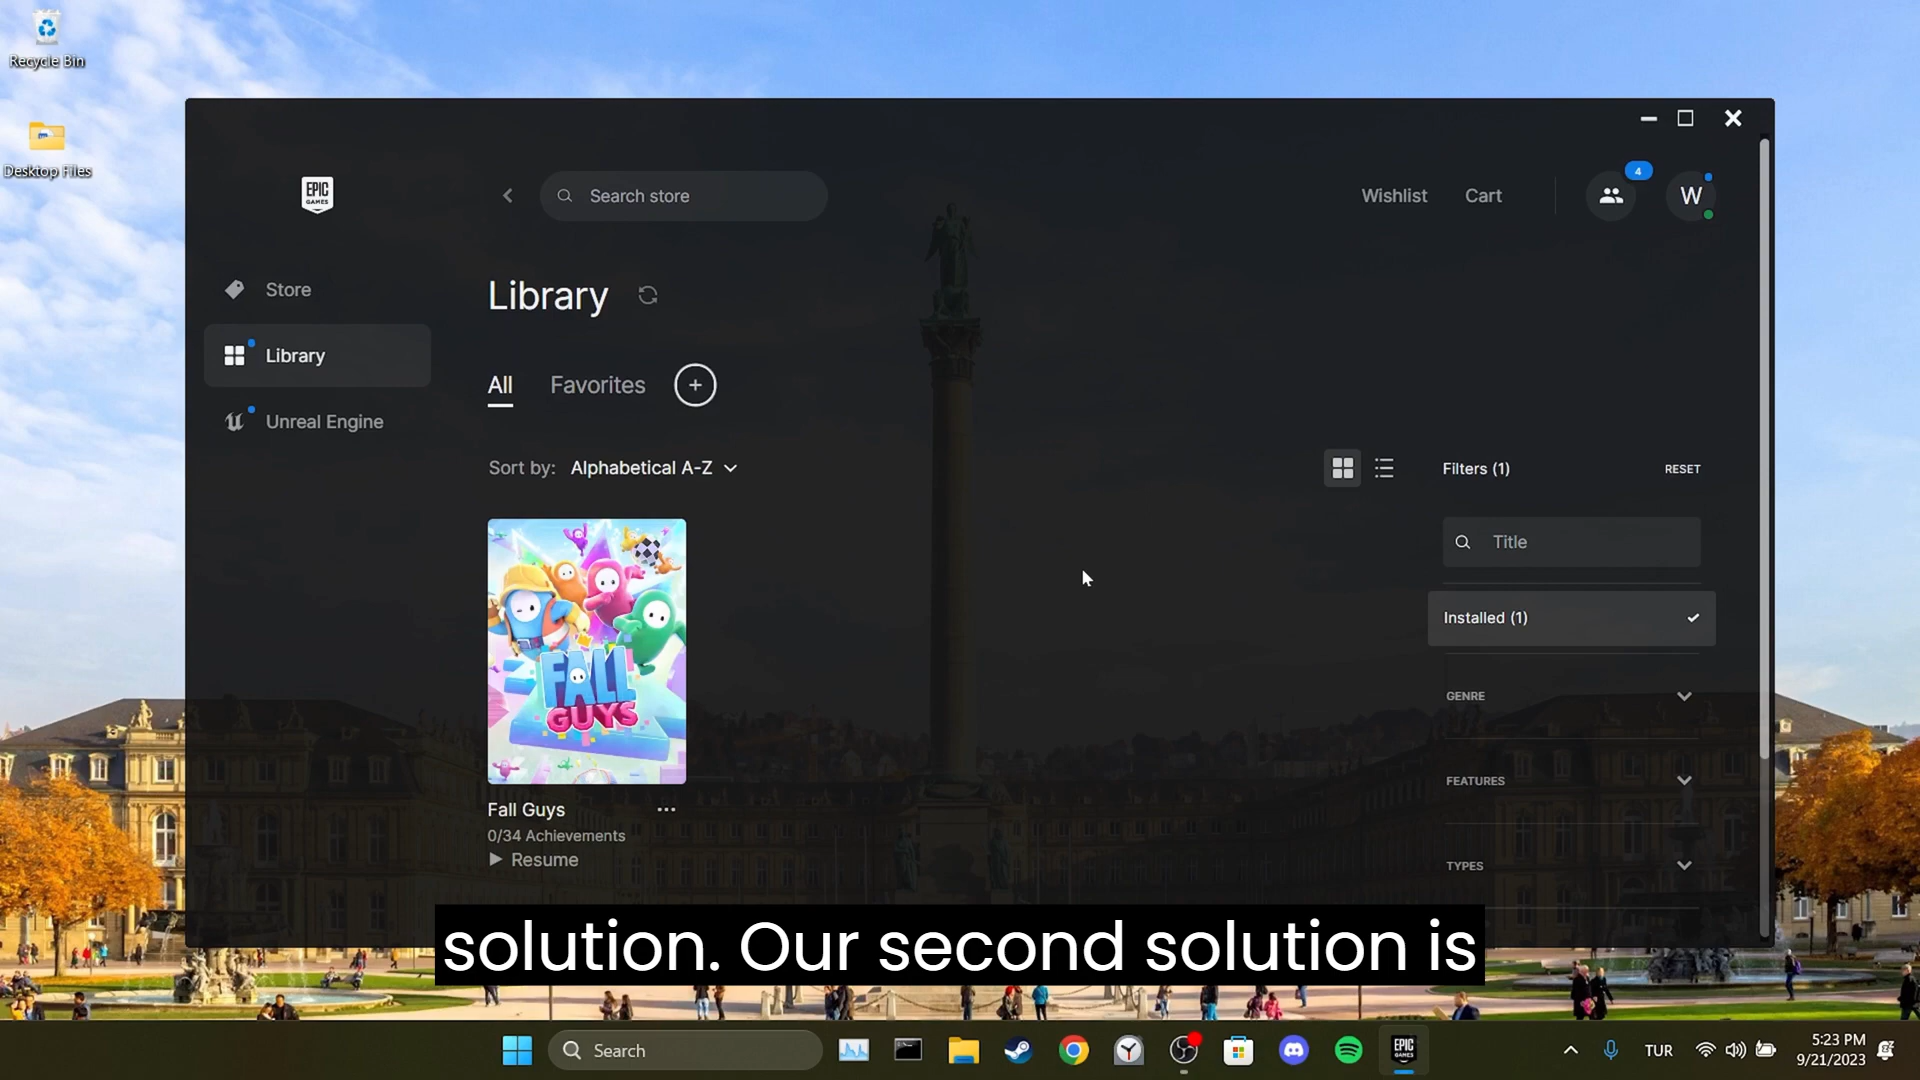 Recycle Bin
Desktop Files
EPIC
GAMES
Search store
Wishlist
Cart
4
W
Store
Library
Unreal Engine
Library
All
Favorites
Sort by: Alphabetical A-Z
Filters (1)
RESET
Title
Installed (1)
GENRE
FEATURES
TYPES
FALL
GUYS
Fall Guys
0/34 Achievements
Resume
solution. Our second solution is
Search
EPIC
GAMES
TUR
5:23 PM
9/21/2023